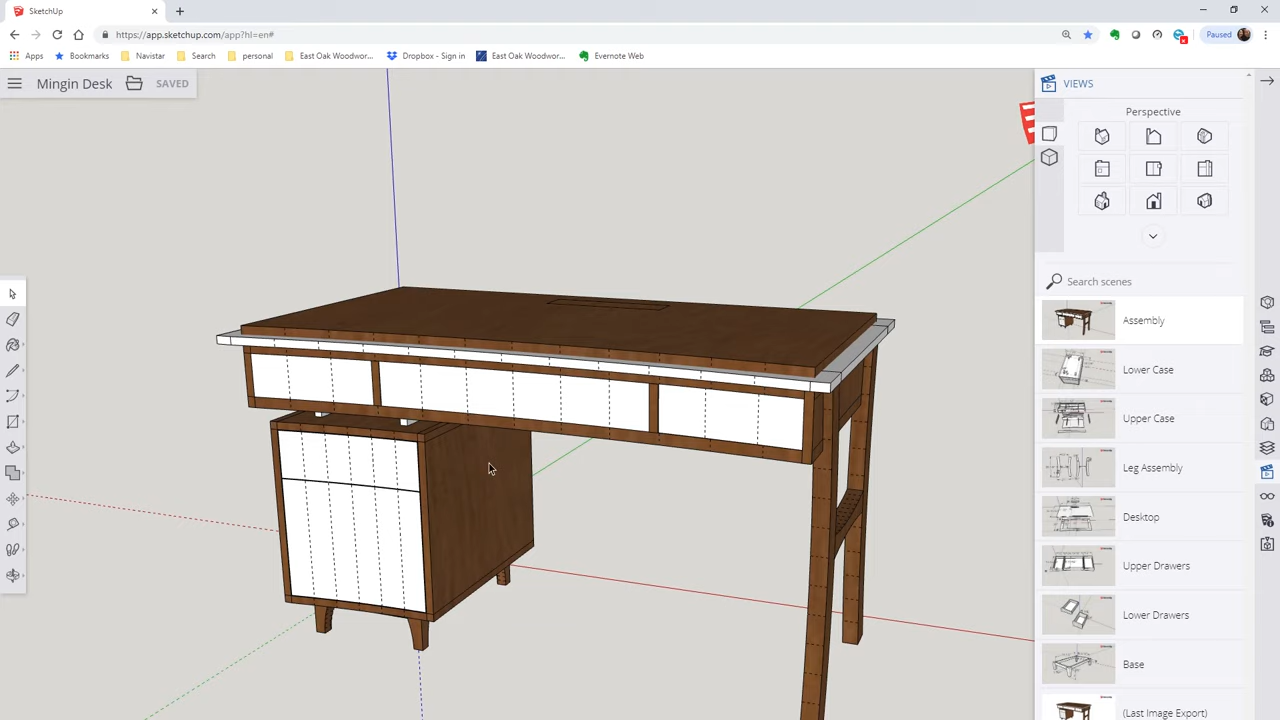 SketchUp
https://app.sketchup.com/app?hl=en#
Paused
Apps
Bookmarks
Navistar
Search
personal
East Oak Woodwor...
Dropbox - Sign in
East Oak Woodwor...
Evernote Web
Mingin Desk
SAVED
VIEWS
Perspective
Search scenes
Assembly
Lower Case
Upper Case
Leg Assembly
Desktop
Upper Drawers
Lower Drawers
Base
(Last Image Export)